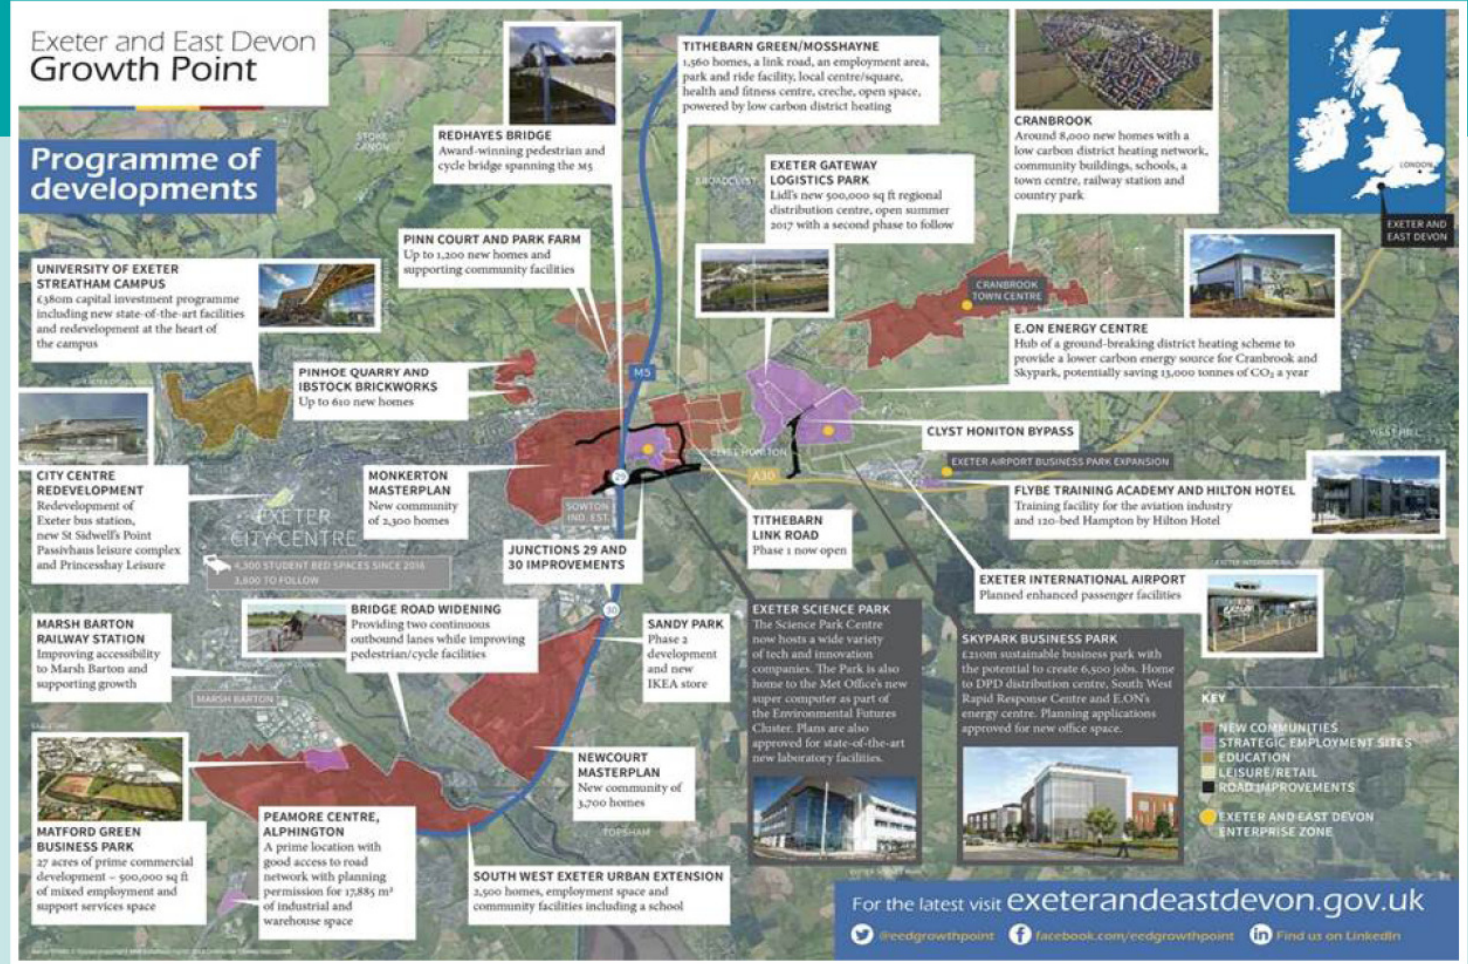 Exeter and East Devon
Growth Point
Programme of
developments
REDHAYES BRIDGE
Award-winning pedestrian and
cycle bridge spanning the M5
TITHEBARN GREEN/MOSSHAYNE
1,560 homes, a link road, an employment area,
park and ride facility, local centre/square,
health and fitness centre, creche, open space,
powered by low carbon district heating
CRANBROOK
Around 8,000 new homes with a
low carbon district heating network,
community buildings, schools, a
town centre, railway station and
country park
LONDON
EXETER AND
EAST DEVON
STOKE
CANON
BROADCLYST
EXETER GATEWAY
LOGISTICS PARK
Lidl's new 500,000 sq ft regional
distribution centre, open summer
2017 with a second phase to follow
PINN COURT AND PARK FARM
Up to 1,200 new homes and
supporting community facilities
UNIVERSITY OF EXETER
STREATHAM CAMPUS
£380m capital investment programme
including new state-of-the-art facilities
and redevelopment at the heart of
the campus
CRANBROOK
TOWN CENTRE
E.ON ENERGY CENTRE
Hub of a ground-breaking district heating scheme to
provide a lower carbon energy source for Cranbrook and
Skypark, potentially saving 13,000 tonnes of CO₂ a year
PINHOE QUARRY AND
IBSTOCK BRICKWORKS
Up to 610 new homes
M5
CLYST HONITON BYPASS
WEST HILL
CLYST HONITON
EXETER AIRPORT BUSINESS PARK EXPANSION
CITY CENTRE
REDEVELOPMENT
Redevelopment of
Exeter bus station,
new St Sidwell's Point
Passivhaus leisure complex
and Princesshay Leisure
MONKERTON
MASTERPLAN
New community
of 2,300 homes
29
A30
FLYBE TRAINING ACADEMY AND HILTON HOTEL
Training facility for the aviation industry
and 120-bed Hampton by Hilton Hotel
SOWTON
IND. EST.
EXETER
CITY CENTRE
TITHEBARN
LINK ROAD
Phase 1 now open
JUNCTIONS 29 AND
30 IMPROVEMENTS
4,300 STUDENT BED SPACES SINCE 2016
3,600 TO FOLLOW
EXETER INTERNATIONAL AIRPORT
Planned enhanced passenger facilities
MARSH BARTON
RAILWAY STATION
Improving accessibility
to Marsh Barton and
supporting growth
BRIDGE ROAD WIDENING
Providing two continuous
outbound lanes while improving
pedestrian/cycle facilities
30
SANDY PARK
Phase 2
development
and new
IKEA store
EXETER SCIENCE PARK
The Science Park Centre
now hosts a wide variety
of tech and innovation
companies. The Park is also
home to the Met Office's new
super computer as part of
the Environmental Futures
Cluster. Plans are also
approved for state-of-the-art
new laboratory facilities.
SKYPARK BUSINESS PARK
£210m sustainable business park with
the potential to create 6,500 jobs. Home
to DPD distribution centre, South West
Rapid Response Centre and E.ON's
energy centre. Planning applications
approved for new office space.
MARSH BARTON
KEY
NEW COMMUNITIES
STRATEGIC EMPLOYMENT SITES
EDUCATION
LEISURE/RETAIL
ROAD IMPROVEMENTS
EXETER AND EAST DEVON
ENTERPRISE ZONE
NEWCOURT
MASTERPLAN
New community of
3,700 homes
TOPSHAM
MATFORD GREEN
BUSINESS PARK
27 acres of prime commercial
development – 500,000 sq ft
of mixed employment and
support services space
PEAMORE CENTRE,
ALPHINGTON
A prime location with
good access to road
network with planning
permission for 17,885 m²
of industrial and
warehouse space
SOUTH WEST EXETER URBAN EXTENSION
2,500 homes, employment space and
community facilities including a school
For the latest visit exeterandeastdevon.gov.uk
@eedgrowthpoint
facebook.com/eedgrowthpoint
Find us on LinkedIn